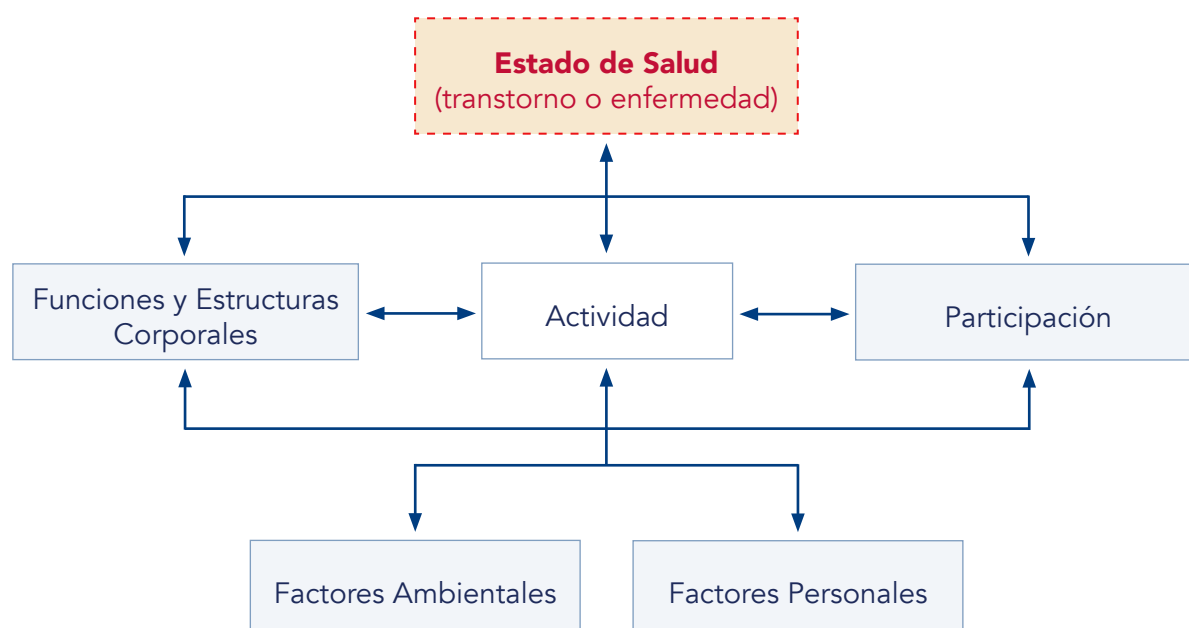 Estado de Salud
(transtorno o enfermedad)
Funciones y Estructuras
Corporales
Actividad
Participación
Factores Ambientales
Factores Personales